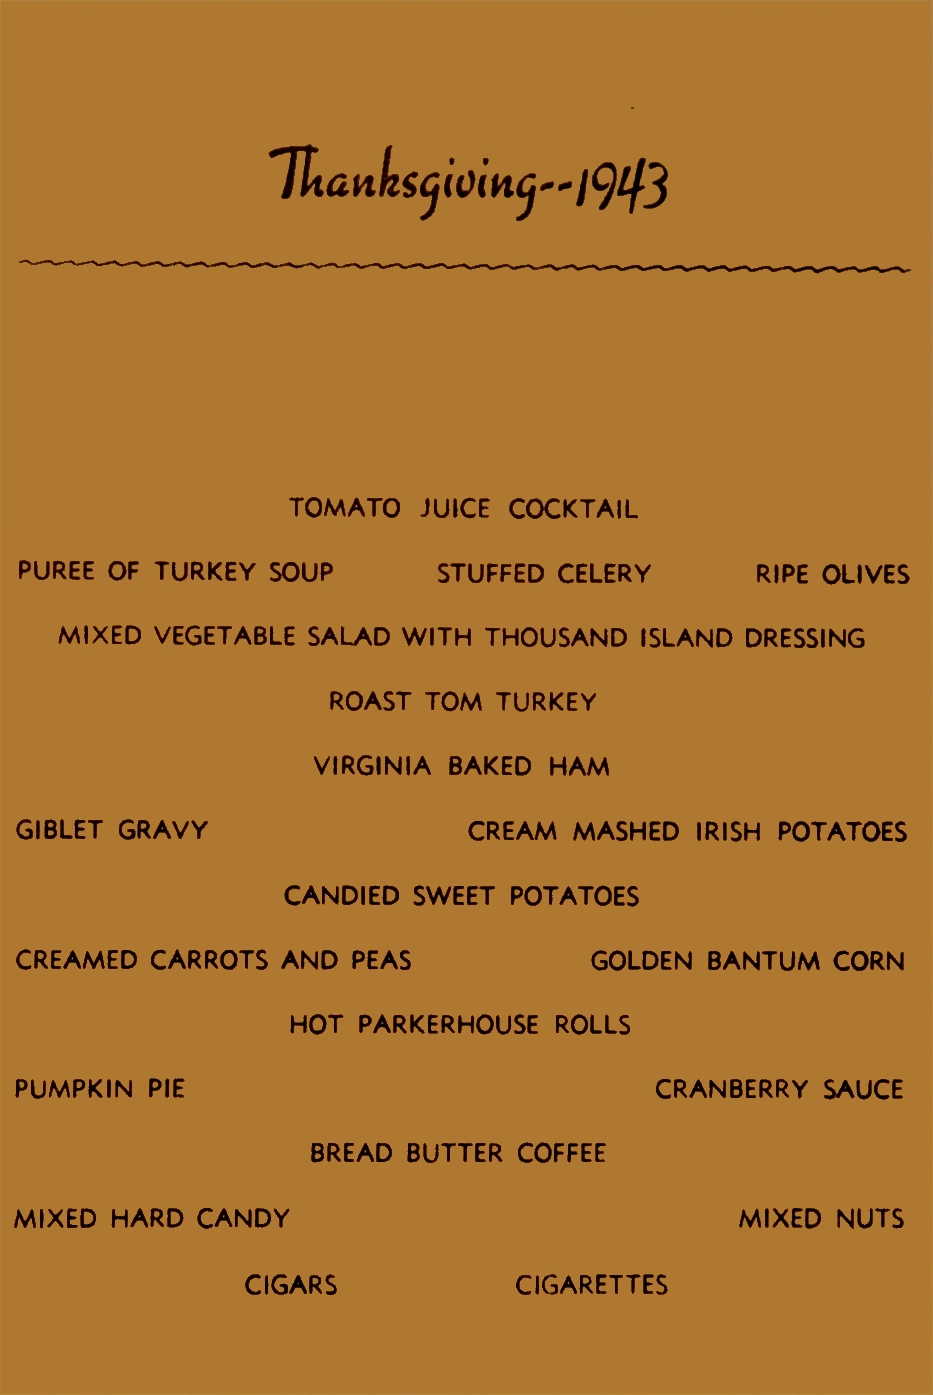 Thanksgiving--1943
TOMATO JUICE COCKTAIL
PUREE OF TURKEY SOUP STUFFED CELERY RIPE OLIVES
MIXED VEGETABLE SALAD WITH THOUSAND ISLAND DRESSING
ROAST TOM TURKEY
VIRGINIA BAKED HAM
GIBLET GRAVY CREAM MASHED IRISH POTATOES
CANDIED SWEET POTATOES
CREAMED CARROTS AND PEAS GOLDEN BANTUM CORN
HOT PARKERHOUSE ROLLS
PUMPKIN PIE CRANBERRY SAUCE
BREAD BUTTER COFFEE
MIXED HARD CANDY MIXED NUTS
CIGARS CIGARETTES